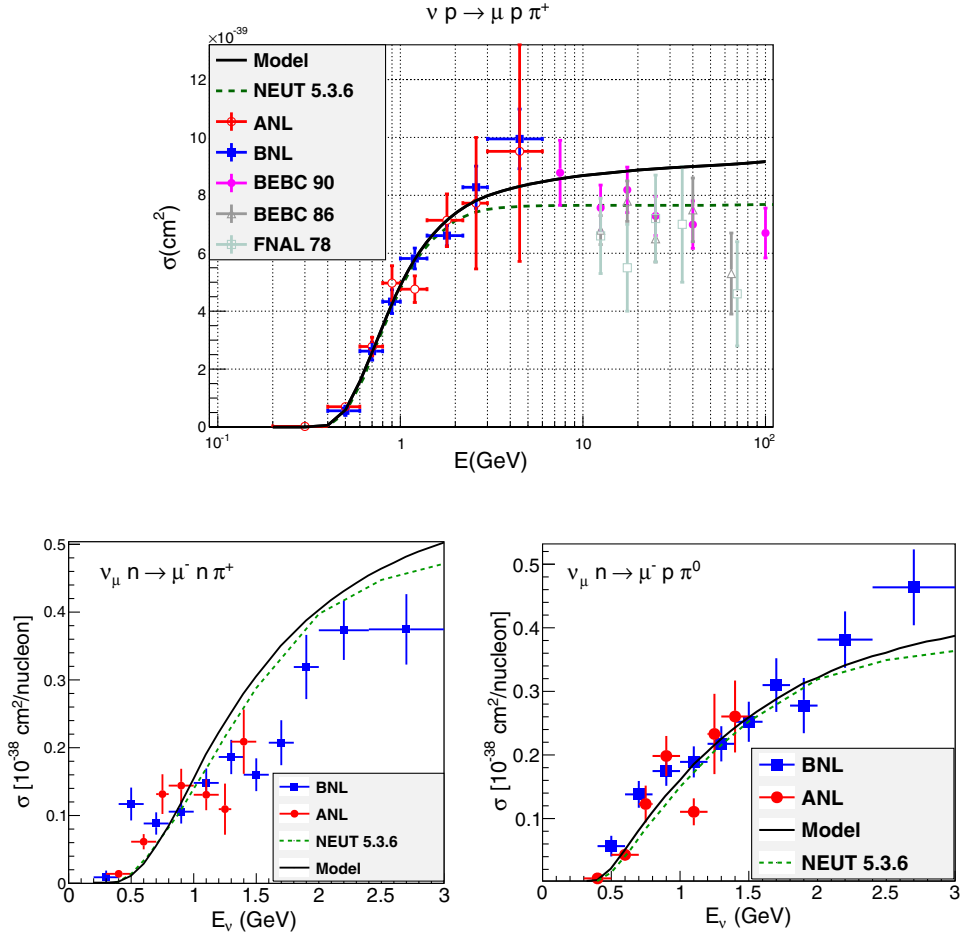 ν p → μ p π⁺
×10⁻³⁹
Model
NEUT 5.3.6
ANL
BNL
BEBC 90
BEBC 86
FNAL 78
σ(cm²)
12
10
8
6
4
2
0
10⁻¹ 1 10 10²
E(GeV)
ν_μ n → μ⁻ n π⁺
σ [10⁻³⁸ cm²/nucleon]
0.5
0.4
0.3
0.2
0.1
0
0 0.5 1 1.5 2 2.5 3
E_ν (GeV)
BNL
ANL
NEUT 5.3.6
Model
ν_μ n → μ⁻ p π⁰
σ [10⁻³⁸ cm²/nucleon]
0.5
0.4
0.3
0.2
0.1
0
0 0.5 1 1.5 2 2.5 3
E_ν (GeV)
BNL
ANL
Model
NEUT 5.3.6